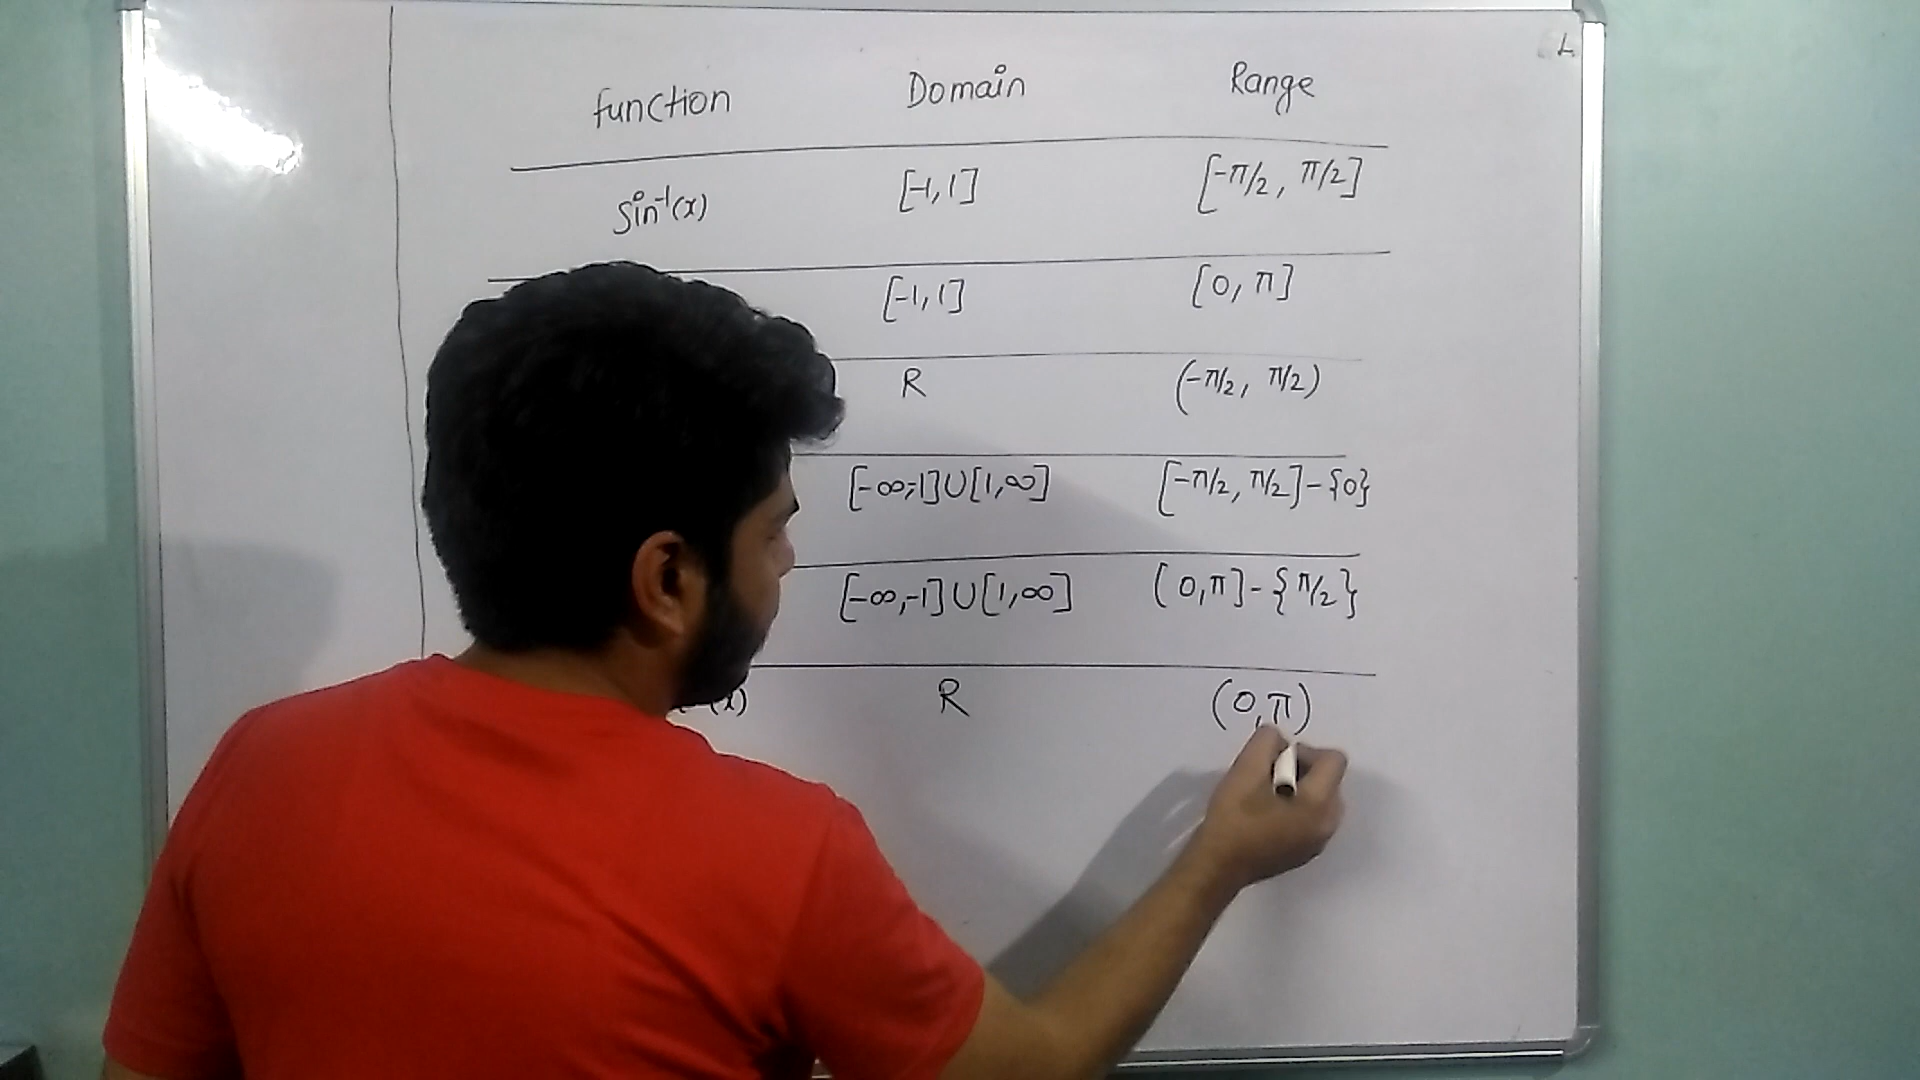 function Domain Range
sin⁻¹(x) [-1,1] [-π/2, π/2]
[-1,1] [0, π]
R (-π/2, π/2)
[-∞,-1]∪[1,∞] [-π/2, π/2]-{0}
[-∞,-1]∪[1,∞] (0,π]-{π/2}
(x) R (0,π)